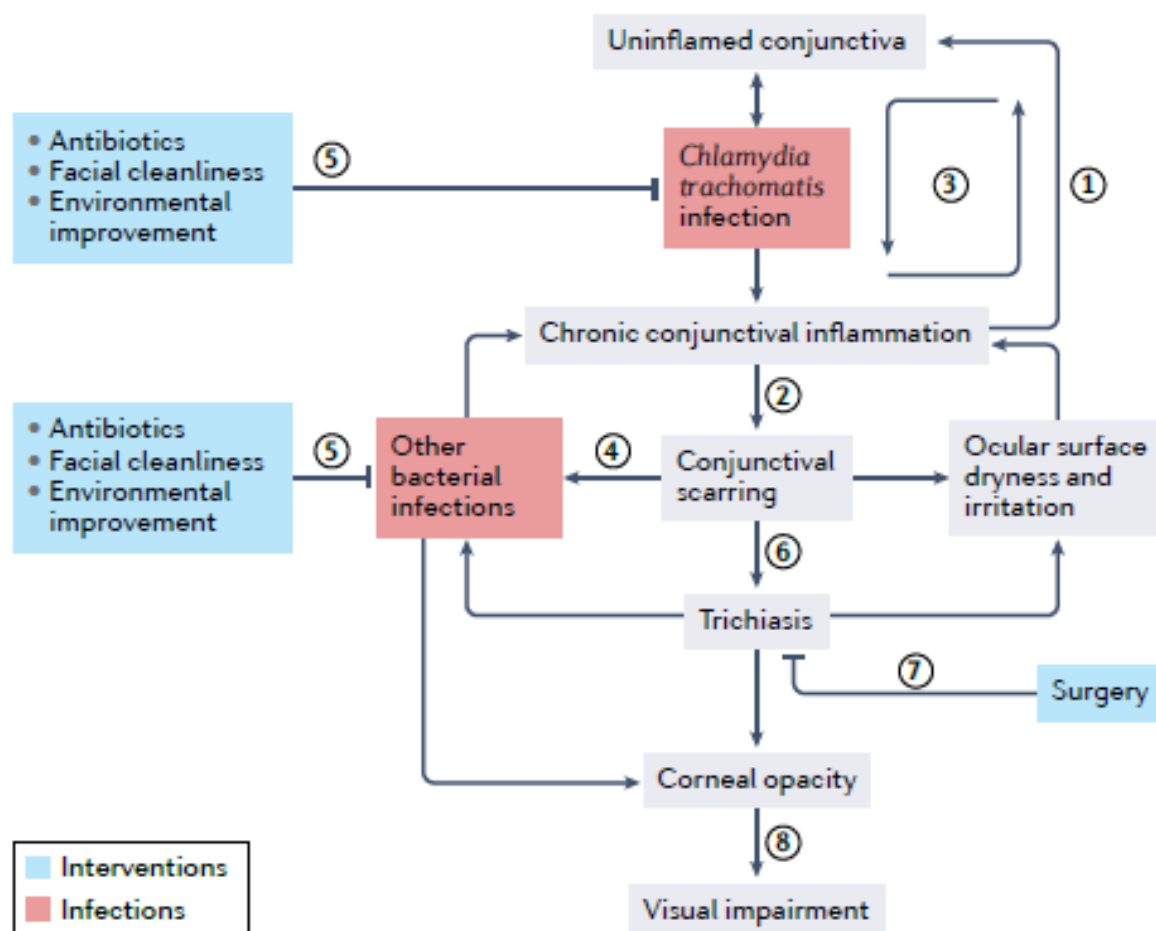 Uninflamed conjunctiva
• Antibiotics
• Facial cleanliness
• Environmental
improvement
⑤
Chlamydia
trachomatis
infection
③
①
Chronic conjunctival inflammation
②
• Antibiotics
• Facial cleanliness
• Environmental
improvement
⑤
Other
bacterial
infections
④
Conjunctival
scarring
Ocular surface
dryness and
irritation
⑥
Trichiasis
⑦
Surgery
Corneal opacity
⑧
Visual impairment
Interventions
Infections